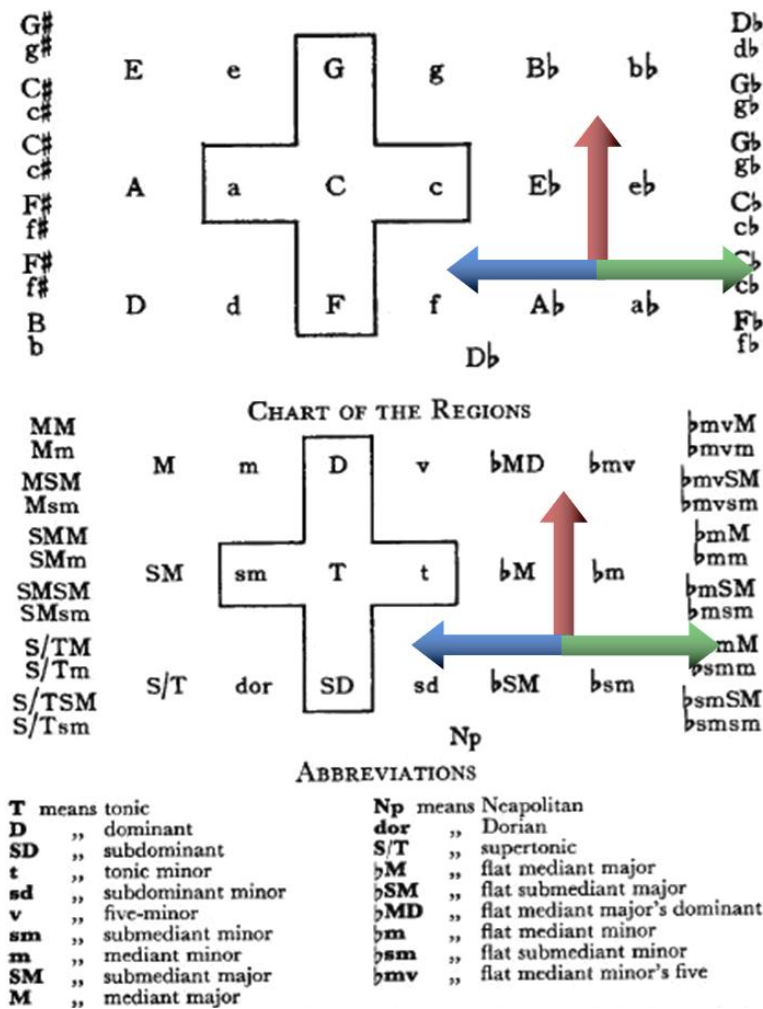 G♯ D♭
g♯ d♭
E e G g B♭ b♭
C♯ G♭
c♯ g♭
C♯ G♭
c♯ g♭
A a C c E♭ e♭
F♯ C♭
f♯ c♭
F♯
f♯ c♭
D d F f A♭ a♭
B F♭
b f♭
D♭
CHART OF THE REGIONS
MM ♭mvM
Mm ♭mvm
M m D v ♭MD ♭mv
MSM ♭mvSM
Msm ♭mvsm
SMM ♭mM
SMm ♭mm
SM sm T t ♭M ♭m
SMSM ♭mSM
SMsm ♭msm
S/TM mM
S/Tm ♭smm
S/T dor SD sd ♭SM ♭sm
S/TSM ♭smSM
S/Tsm ♭smsm
Np
ABBREVIATIONS
T means tonic
D „ dominant
SD „ subdominant
t „ tonic minor
sd „ subdominant minor
v „ five-minor
sm „ submediant minor
m „ mediant minor
SM „ submediant major
M „ mediant major
Np means Neapolitan
dor „ Dorian
S/T „ supertonic
♭M „ flat mediant major
♭SM „ flat submediant major
♭MD „ flat mediant major's dominant
♭m „ flat mediant minor
♭sm „ flat submediant minor
♭mv „ flat mediant minor's five